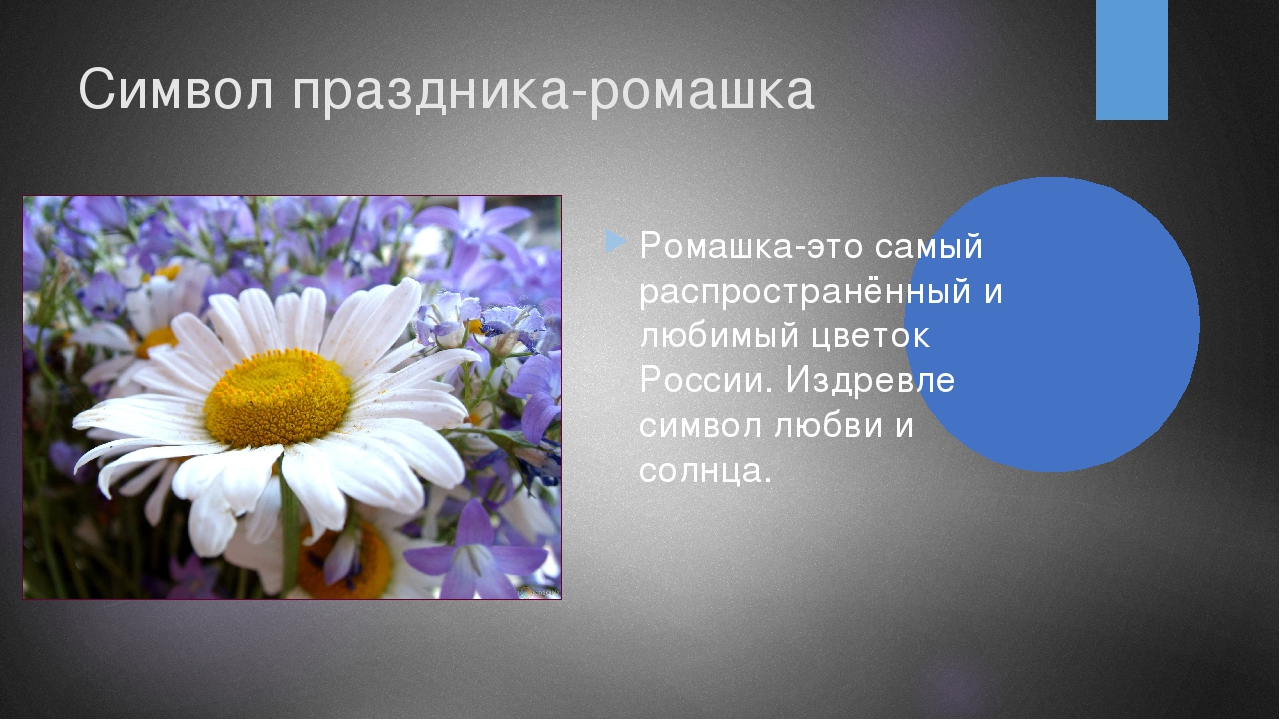 Символ праздника-ромашка
Ромашка-это самый
распространённый и
любимый цветок
России. Издревле
символ любви и
солнца.